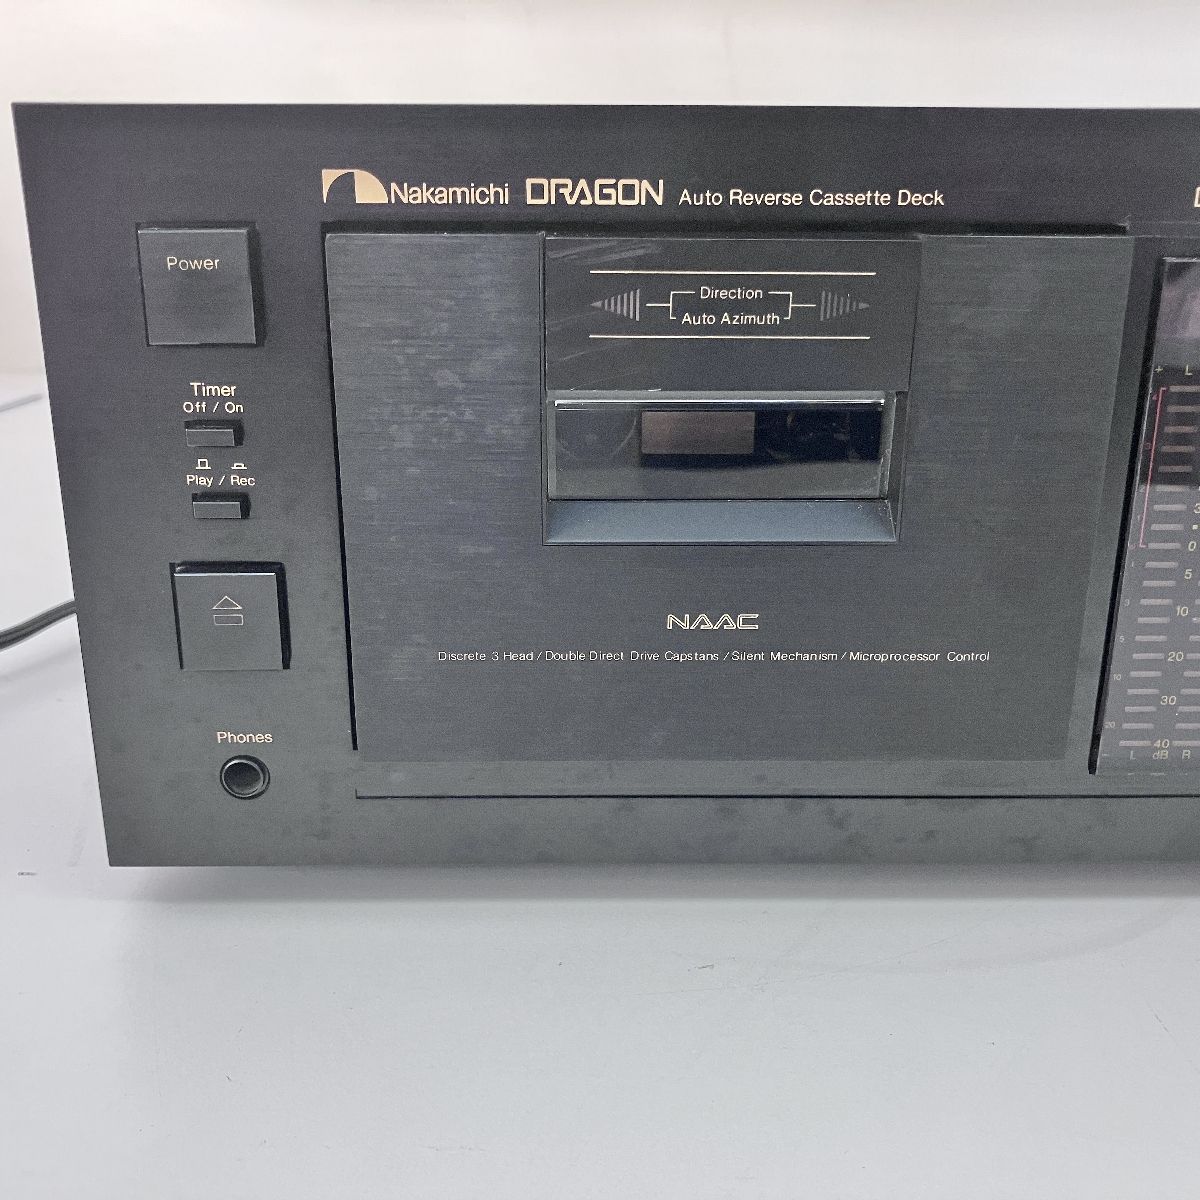 Nakamichi DRAGON Auto Reverse Cassette Deck
Power
Direction
Auto Azimuth
Timer
Off / On
Play / Rec
NAAC
Discrete 3 Head / Double Direct Drive Capstans / Silent Mechanism / Microprocessor Control
Phones
+ L
0
5
10
20
30
40
L dB R